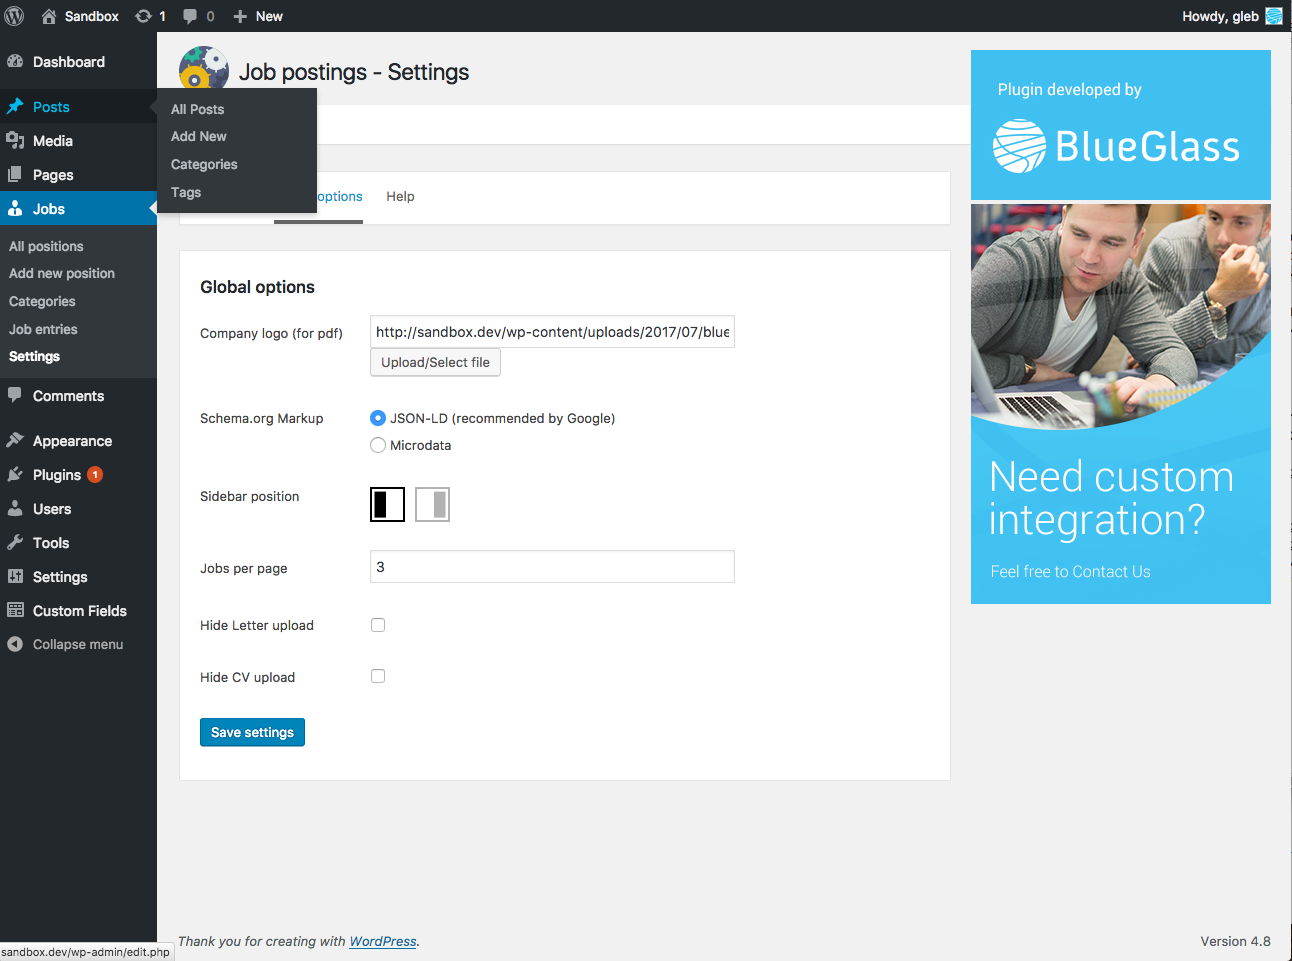 Sandbox 1 0 New Howdy, gleb
Dashboard
Posts
Media
Pages
Jobs
All positions
Add new position
Categories
Job entries
Settings
Comments
Appearance
Plugins 1
Users
Tools
Settings
Custom Fields
Collapse menu
All Posts
Add New
Categories
Tags
Job postings - Settings
options Help
Global options
Company logo (for pdf) http://sandbox.dev/wp-content/uploads/2017/07/blue
Upload/Select file
Schema.org Markup JSON-LD (recommended by Google)
Microdata
Sidebar position
Jobs per page 3
Hide Letter upload
Hide CV upload
Save settings
Plugin developed by
BlueGlass
Need custom
integration?
Feel free to Contact Us
Thank you for creating with WordPress.
Version 4.8
sandbox.dev/wp-admin/edit.php